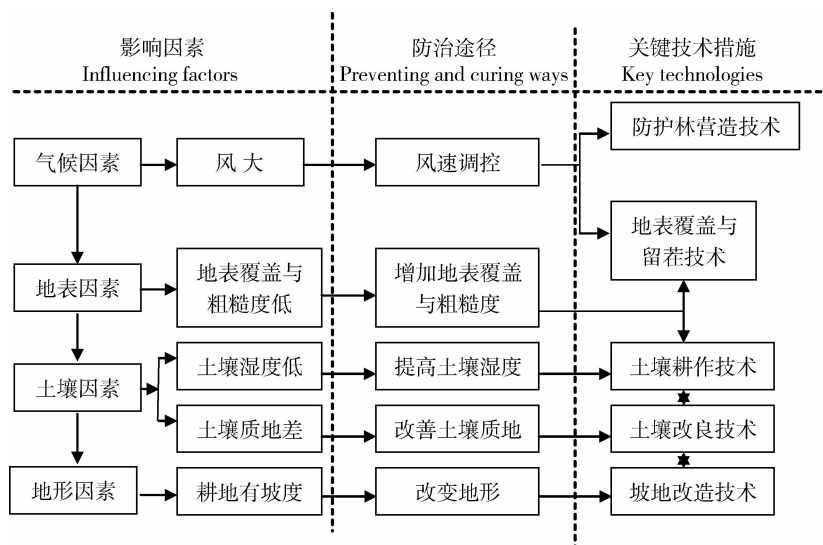 影响因素
Influencing factors
防治途径
Preventing and curing ways
关键技术措施
Key technologies
气候因素
风 大
风速调控
防护林营造技术
地表覆盖与
留茬技术
地表因素
地表覆盖与
粗糙度低
增加地表覆盖
与粗糙度
土壤因素
土壤湿度低
提高土壤湿度
土壤耕作技术
土壤质地差
改善土壤质地
土壤改良技术
地形因素
耕地有坡度
改变地形
坡地改造技术